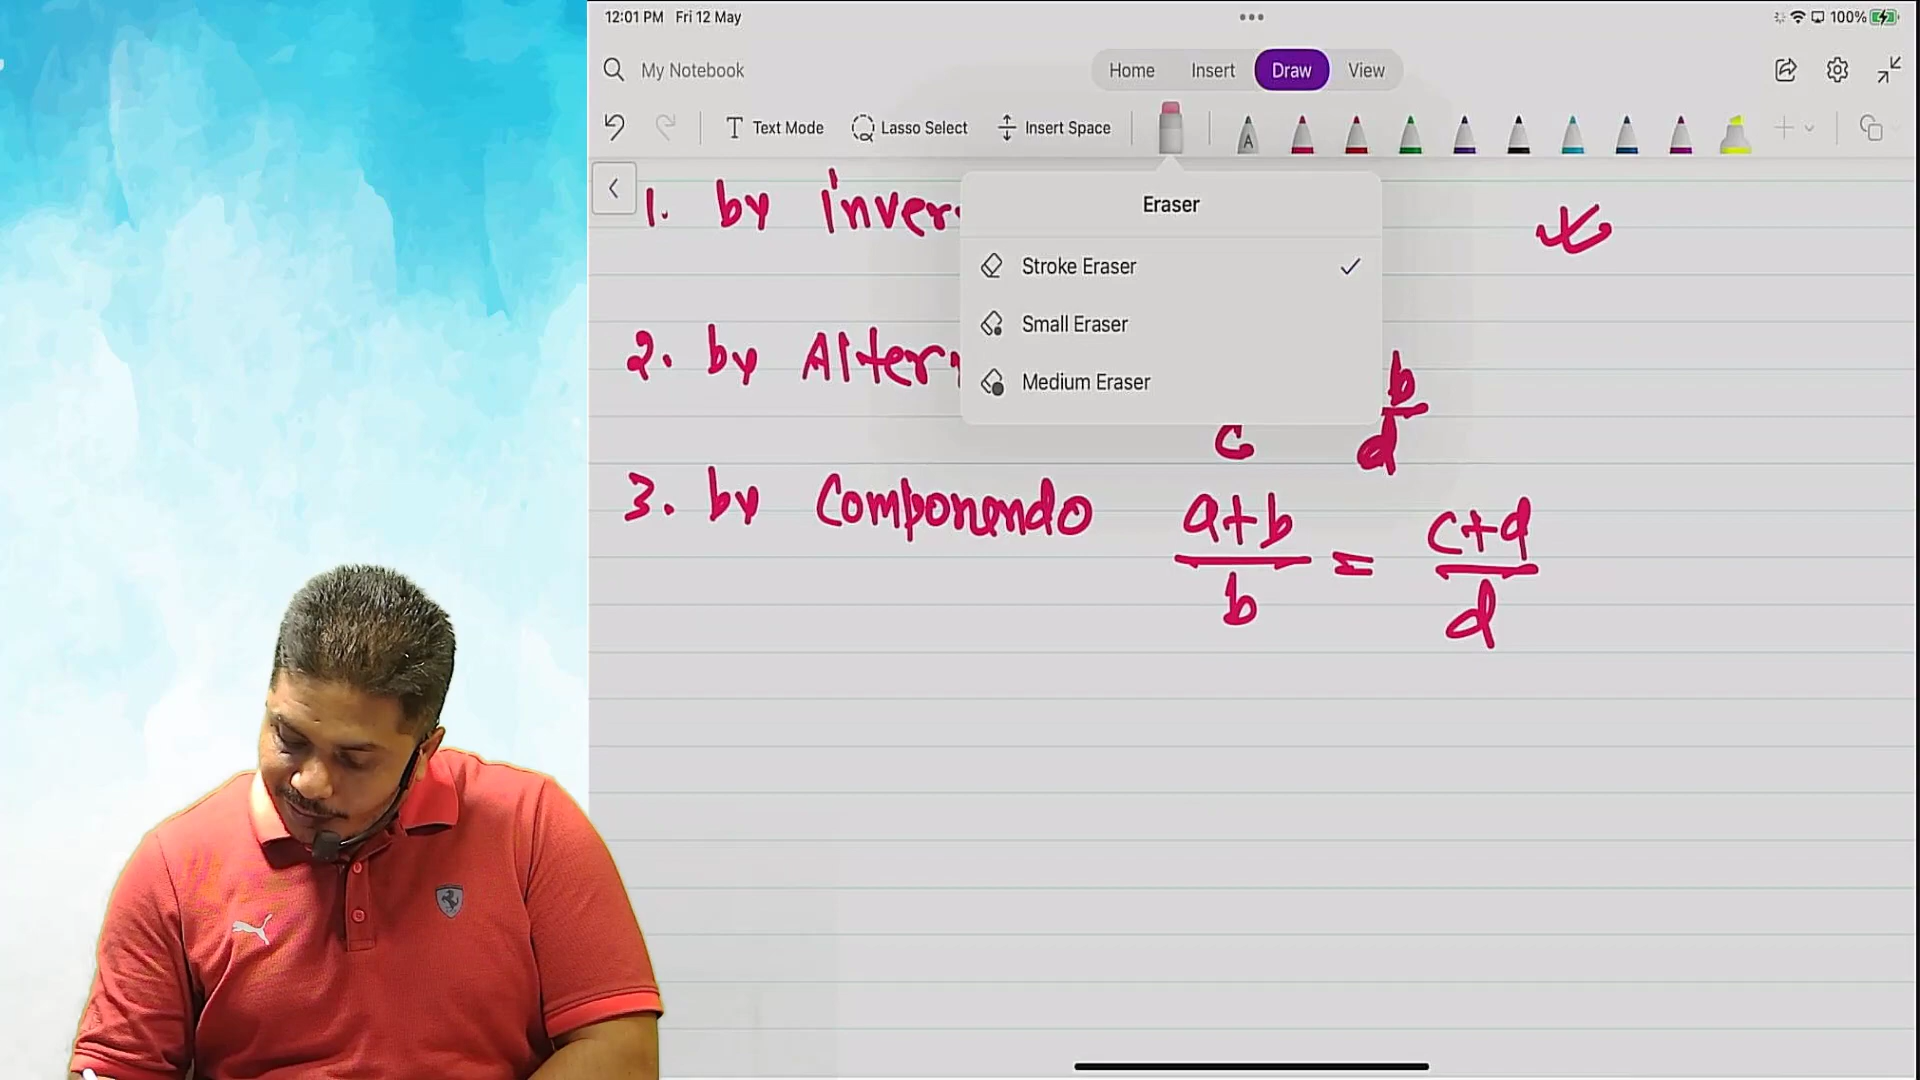 12:01 PM Fri 12 May 100%
My Notebook Home Insert Draw View
Text Mode Lasso Select Insert Space A
Eraser
Stroke Eraser
Small Eraser
Medium Eraser
1. by inver
2. by Alter
c b
d
3. by Componendo a+b = c+d
b d